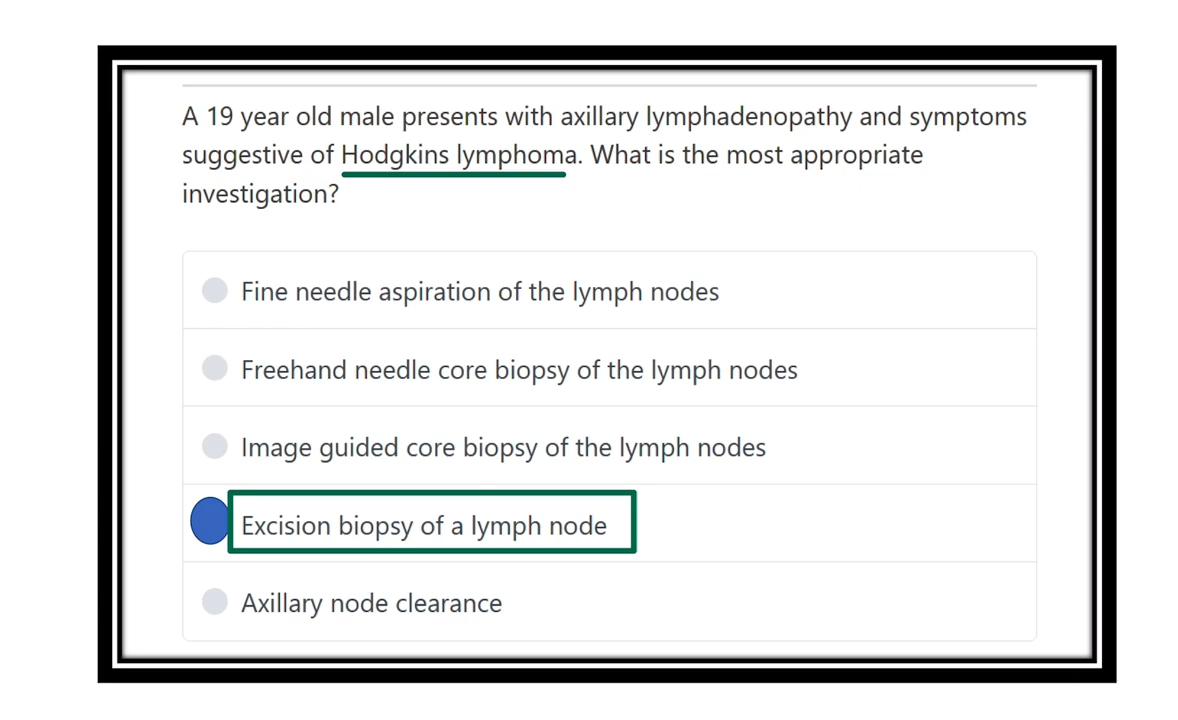 A 19 year old male presents with axillary lymphadenopathy and symptoms
suggestive of Hodgkins lymphoma. What is the most appropriate
investigation?
Fine needle aspiration of the lymph nodes
Freehand needle core biopsy of the lymph nodes
Image guided core biopsy of the lymph nodes
Excision biopsy of a lymph node
Axillary node clearance